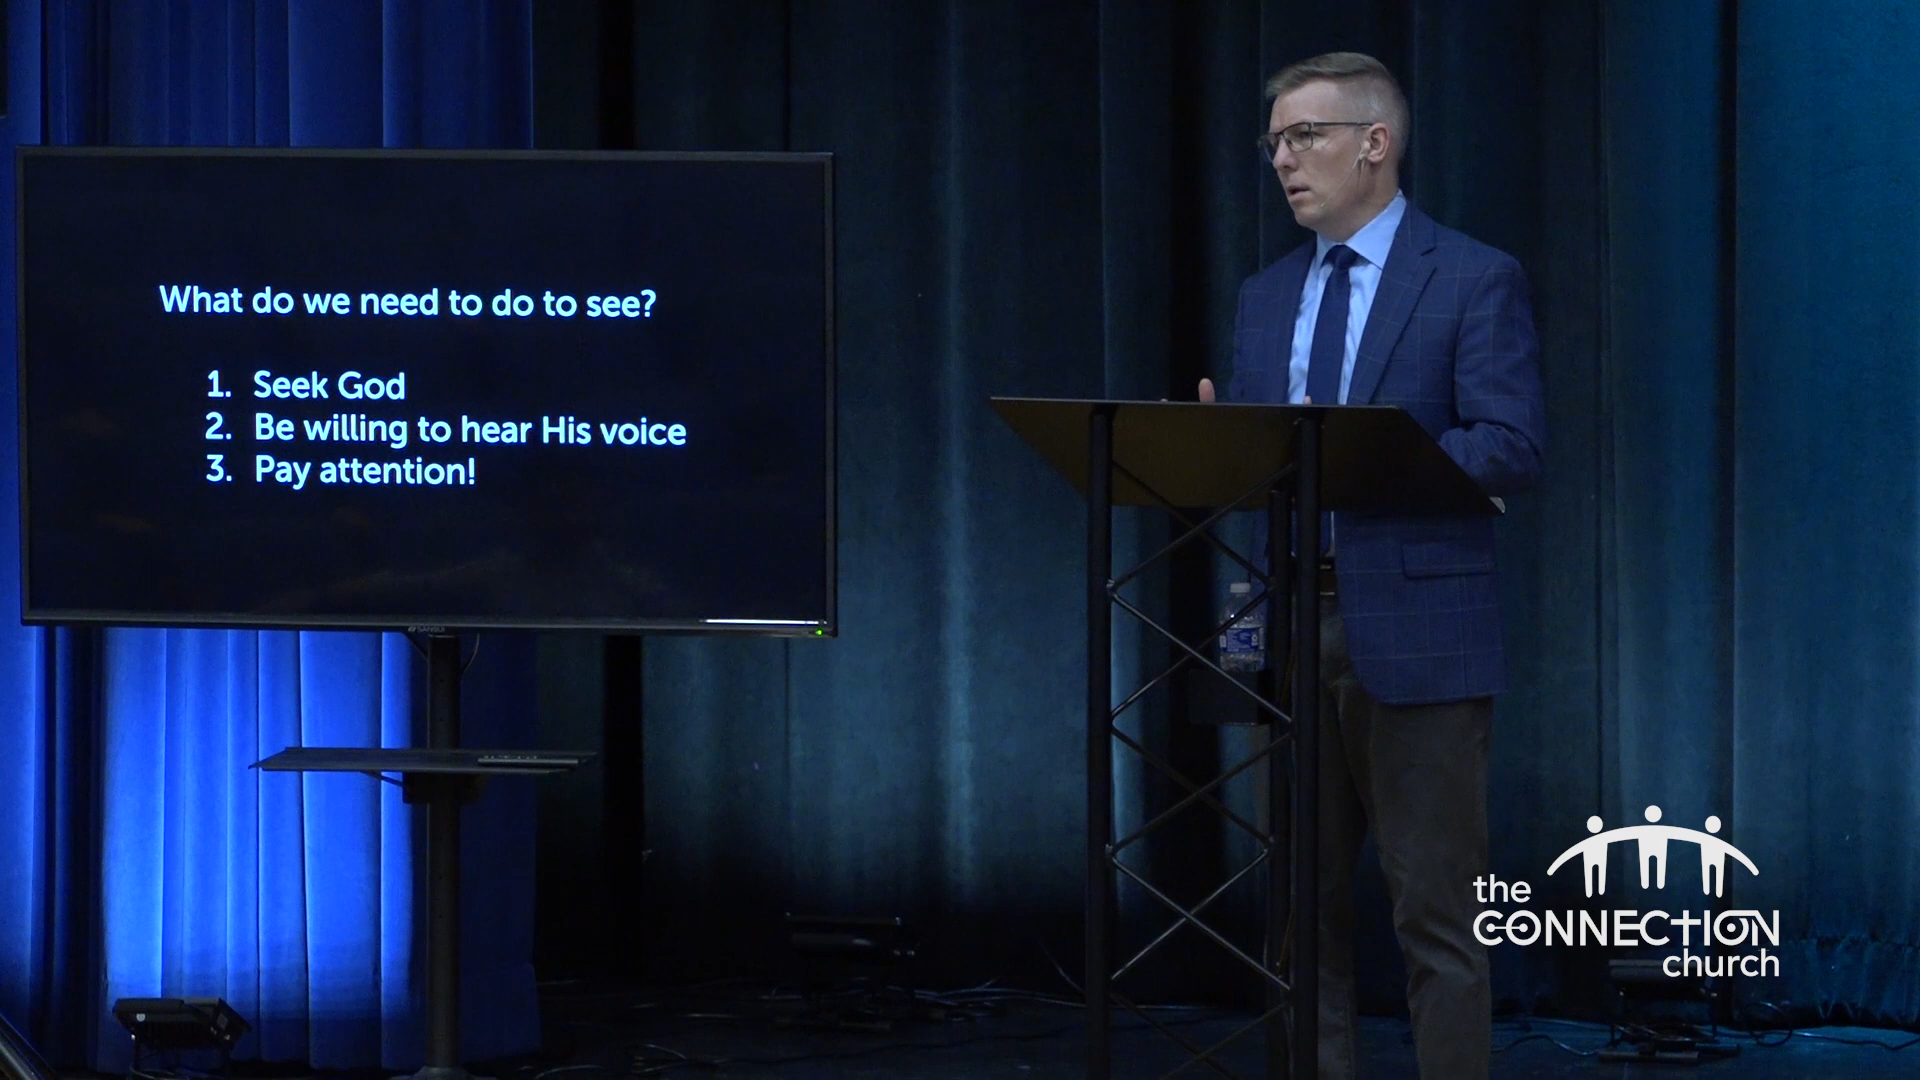 What do we need to do to see?
1. Seek God
2. Be willing to hear His voice
3. Pay attention!
SANSUI
the
CONNECTION
church